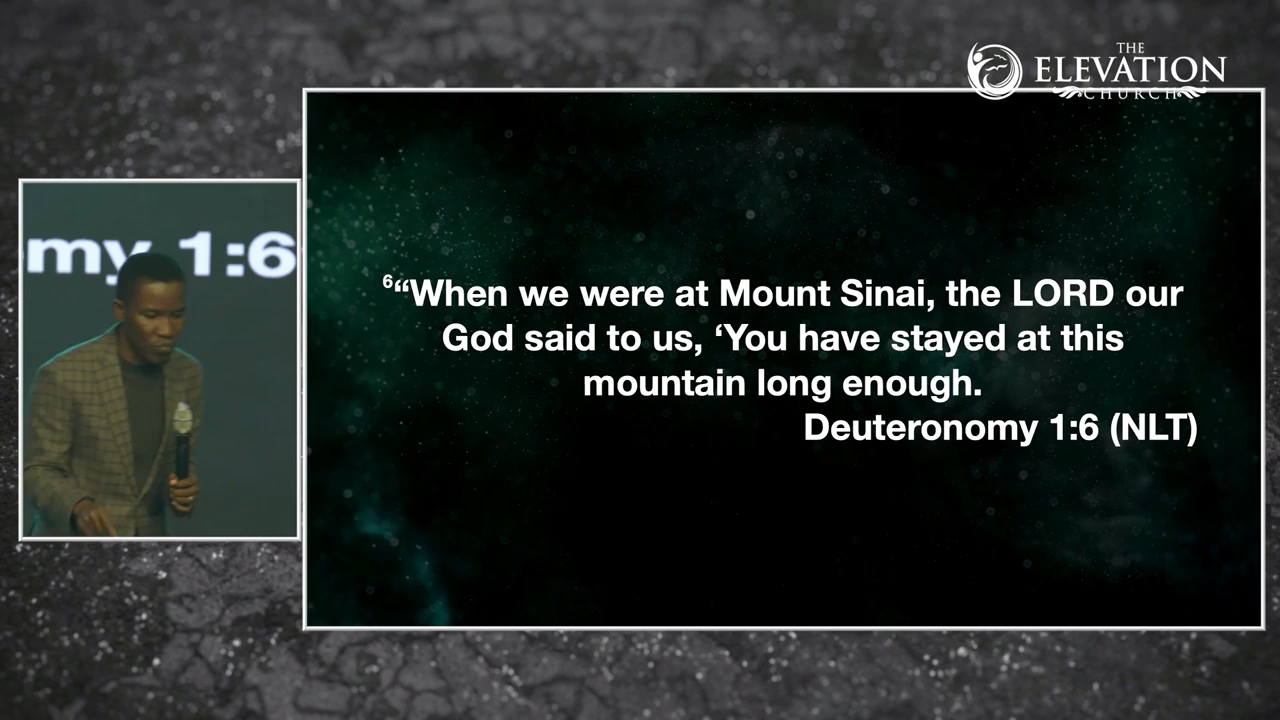 THE
ELEVATION
CHURCH
my 1:6
⁶“When we were at Mount Sinai, the LORD our
God said to us, ‘You have stayed at this
mountain long enough.
Deuteronomy 1:6 (NLT)